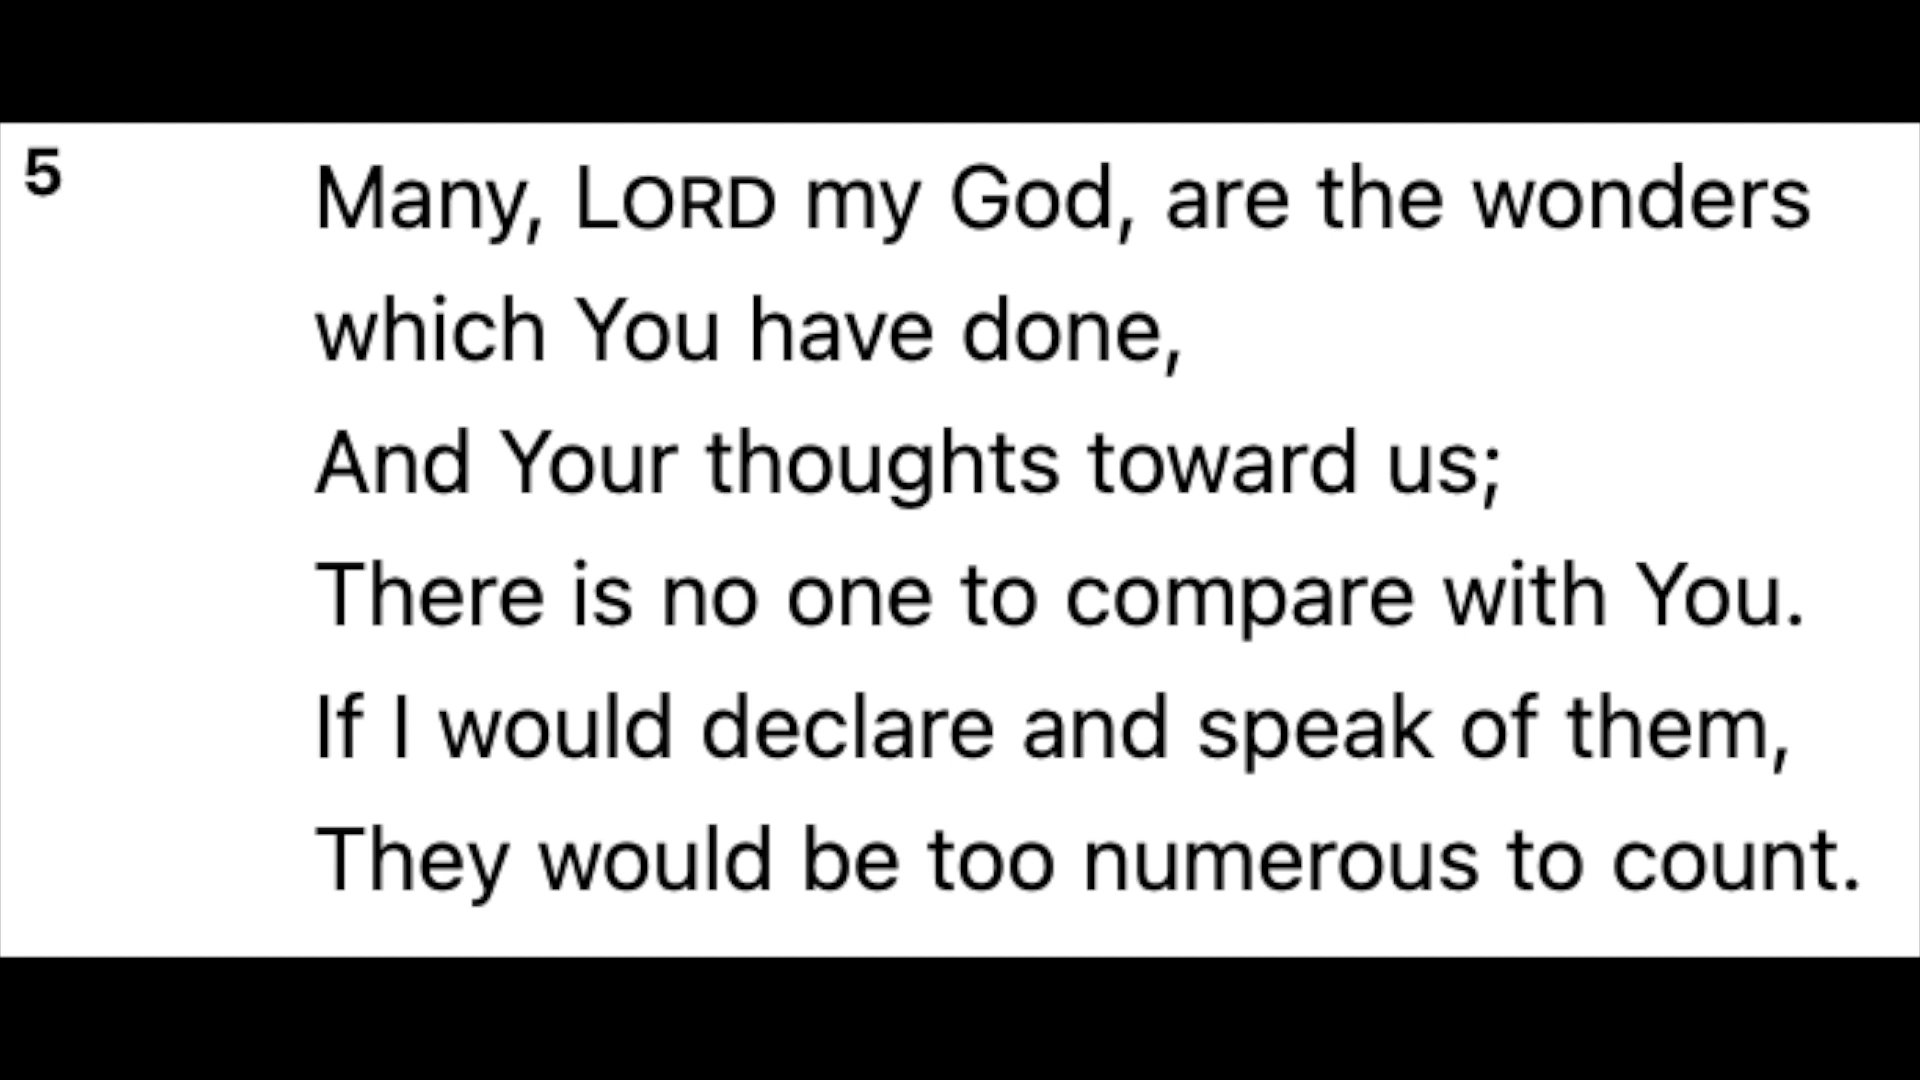 5 Many, LORD my God, are the wonders
which You have done,
And Your thoughts toward us;
There is no one to compare with You.
If I would declare and speak of them,
They would be too numerous to count.